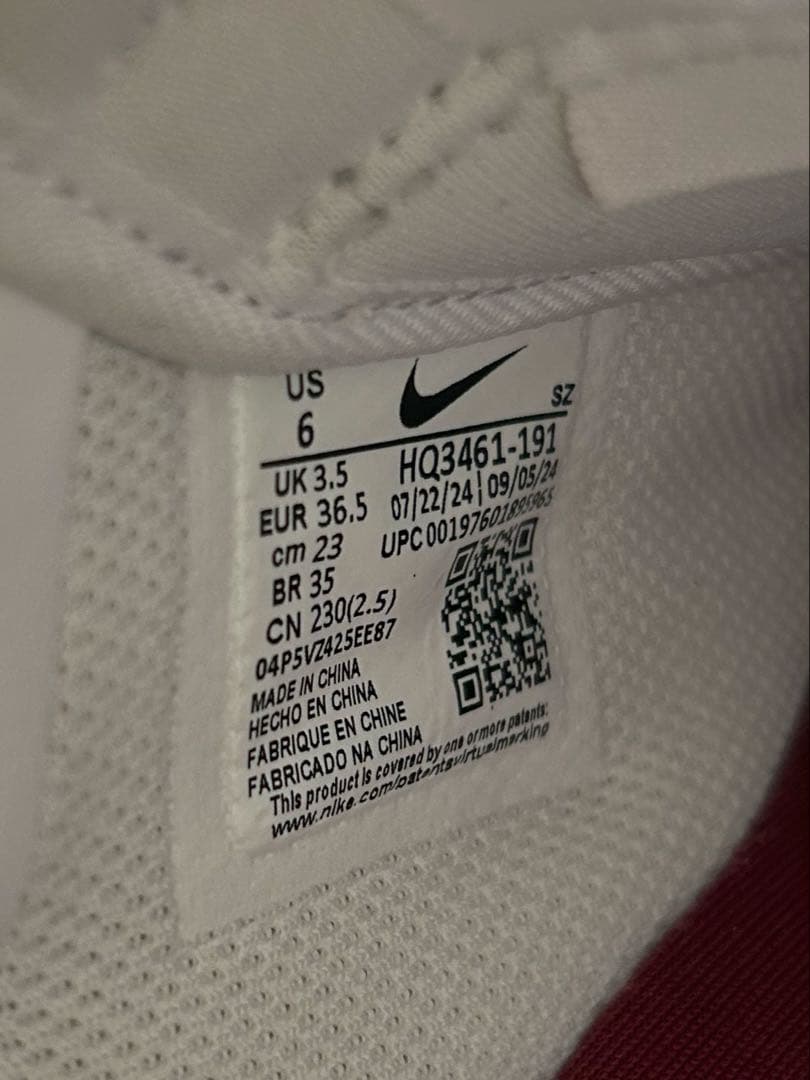 US
6
SZ
UK 3.5
EUR 36.5
cm 23
BR 35
CN 230(2.5)
04P5VZ425EE87
HQ3461-191
07/22/24 | 09/05/24
UPC 00197601895965
MADE IN CHINA
HECHO EN CHINA
FABRIQUE EN CHINE
FABRICADO NA CHINA
This product is covered by one or more patents:
www.nike.com/patentsvirtualmarking